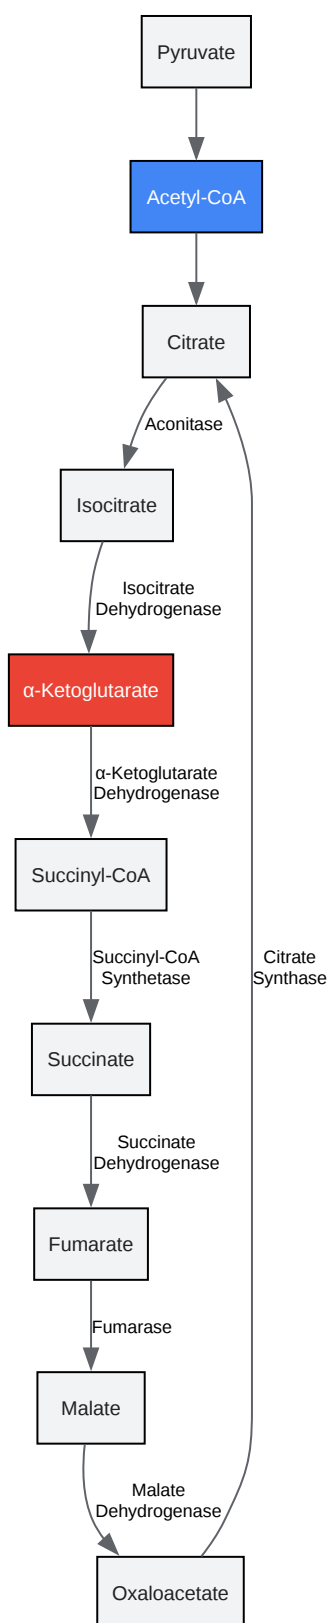 Pyruvate
Acetyl-CoA
Citrate
Aconitase
Isocitrate
Isocitrate
Dehydrogenase
α-Ketoglutarate
α-Ketoglutarate
Dehydrogenase
Succinyl-CoA
Succinyl-CoA
Synthetase
Citrate
Synthase
Succinate
Succinate
Dehydrogenase
Fumarate
Fumarase
Malate
Malate
Dehydrogenase
Oxaloacetate